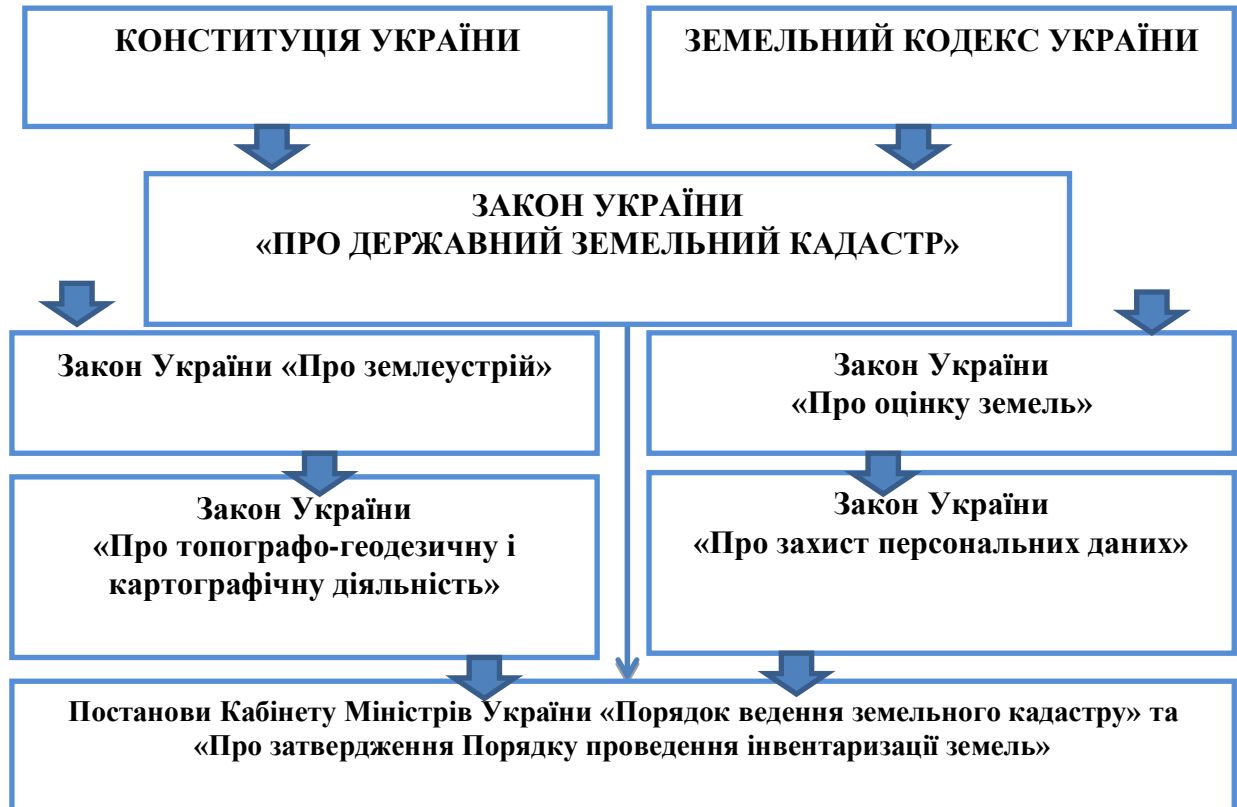 КОНСТИТУЦІЯ УКРАЇНИ
ЗЕМЕЛЬНИЙ КОДЕКС УКРАЇНИ
ЗАКОН УКРАЇНИ
«ПРО ДЕРЖАВНИЙ ЗЕМЕЛЬНИЙ КАДАСТР»
Закон України «Про землеустрій»
Закон України
«Про оцінку земель»
Закон України
«Про топографо-геодезичну і
картографічну діяльність»
Закон України
«Про захист персональних даних»
Постанови Кабінету Міністрів України «Порядок ведення земельного кадастру» та
«Про затвердження Порядку проведення інвентаризації земель»